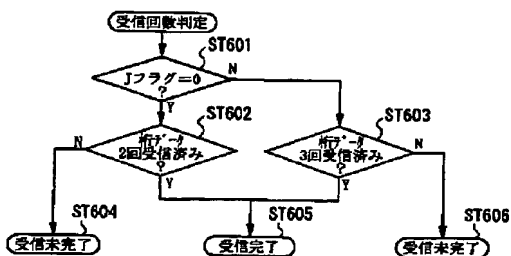 受信回数判定
ST601
Jフラグ=0
?
N
Y
ST602
ST603
桁データ
2回受信済み
?
N
Y
桁データ
3回受信済み
?
Y
N
ST604
ST605
ST606
受信未完了
受信完了
受信未完了